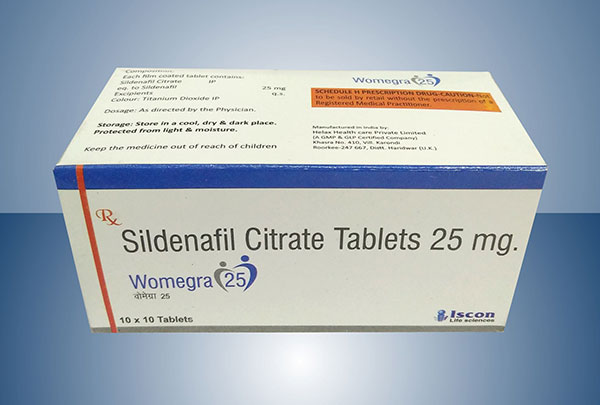 Composition:
Each film coated tablet contains:
Sildenafil Citrate IP
eq. to Sildenafil 25 mg
Excipients q.s.
Colour: Titanium Dioxide IP
Dosage: As directed by the Physician.
Storage: Store in a cool, dry & dark place.
Protected from light & moisture.
Keep the medicine out of reach of children
Womegra 25
SCHEDULE H PRESCRIPTION DRUG-CAUTION-Not
to be sold by retail without the prescription of a
Registered Medical Practitioner.
Manufactured in India by:
Helax Health care Private Limited
(A GMP & GLP Certified Company)
Khasra No. 410, Vill. Karondi
Roorkee-247 667, Distt. Haridwar (U.K.)
Rx
Sildenafil Citrate Tablets 25 mg.
Womegra 25
वोमेग्रा 25
10 x 10 Tablets
Iscon
Life sciences